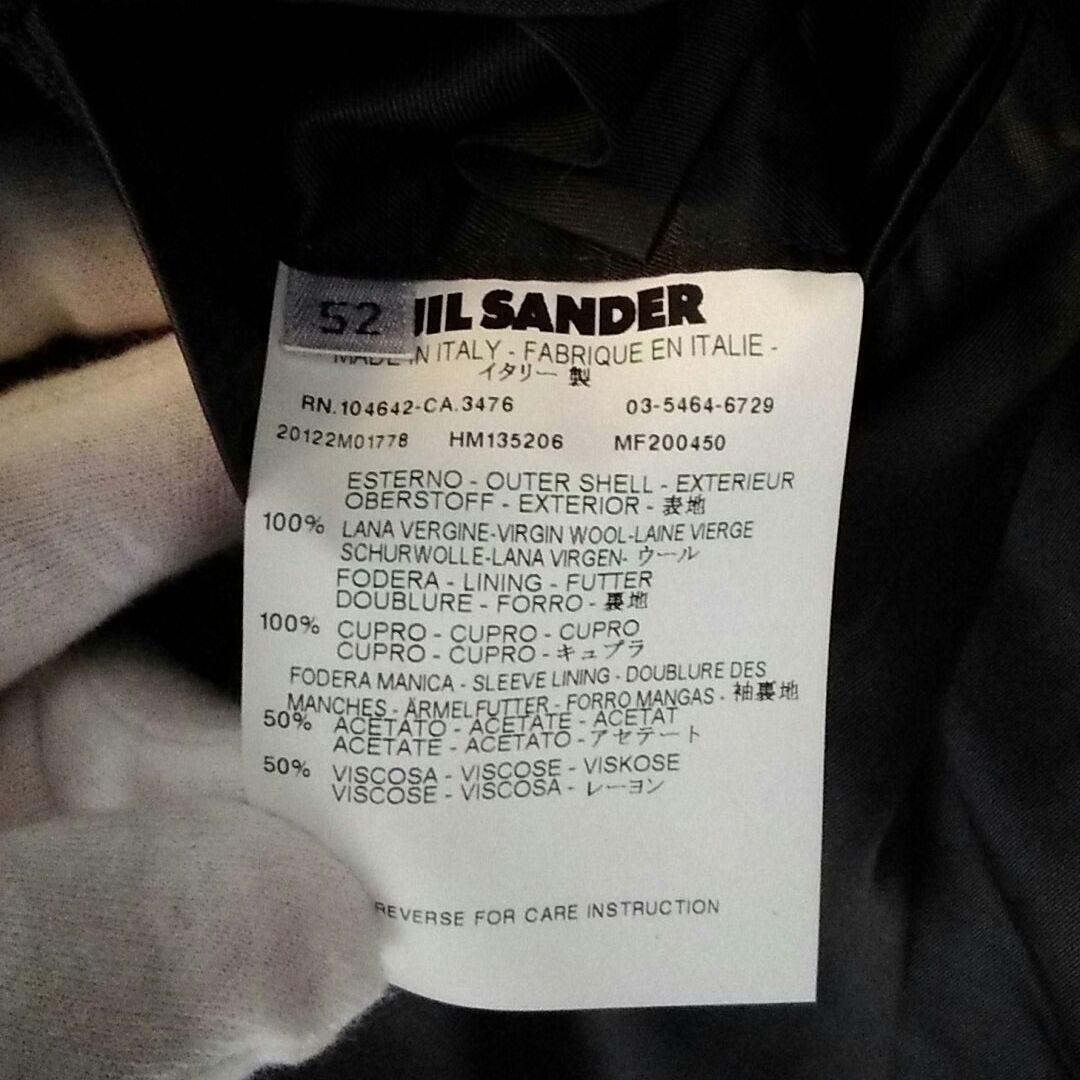 52
JIL SANDER
MADE IN ITALY - FABRIQUE EN ITALIE -
イタリー 製
RN.104642-CA.3476 03-5464-6729
20122M01778 HM135206 MF200450
ESTERNO - OUTER SHELL - EXTERIEUR
OBERSTOFF - EXTERIOR - 表地
100% LANA VERGINE-VIRGIN WOOL-LAINE VIERGE
SCHURWOLLE-LANA VIRGEN- ウール
FODERA - LINING - FUTTER
DOUBLURE - FORRO - 裏地
100% CUPRO - CUPRO - CUPRO
CUPRO - CUPRO - キュプラ
FODERA MANICA - SLEEVE LINING - DOUBLURE DES
MANCHES - ÄRMELFUTTER - FORRO MANGAS - 袖裏地
50% ACETATO - ACETATE - ACETAT
ACETATE - ACETATO - アセテート
50% VISCOSA - VISCOSE - VISKOSE
VISCOSE - VISCOSA - レーヨン
REVERSE FOR CARE INSTRUCTION